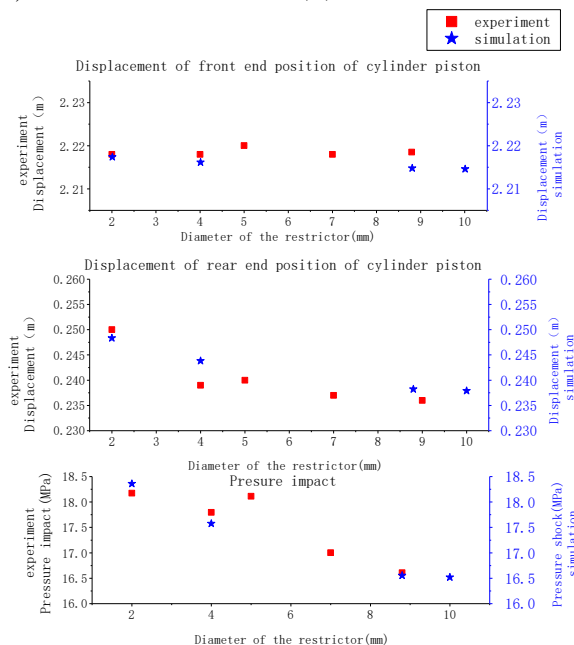 experiment
simulation
Displacement of front end position of cylinder piston
experiment
Displacement (m)
2.23
2.22
2.21
2.23
2.22
2.21
Displacement (m)
simulation
2 3 4 5 6 7 8 9 10
Diameter of the restrictor(mm)
Displacement of rear end position of cylinder piston
experiment
Displacement (m)
0.260
0.255
0.250
0.245
0.240
0.235
0.230
0.260
0.255
0.250
0.245
0.240
0.235
0.230
Displacement (m)
simulation
2 3 4 5 6 7 8 9 10
Diameter of the restrictor(mm)
Presure impact
experiment
Pressure impact(MPa)
18.5
18.0
17.5
17.0
16.5
16.0
18.5
18.0
17.5
17.0
16.5
16.0
Pressure shock(MPa)
simulation
2 4 6 8 10
Diameter of the restrictor(mm)